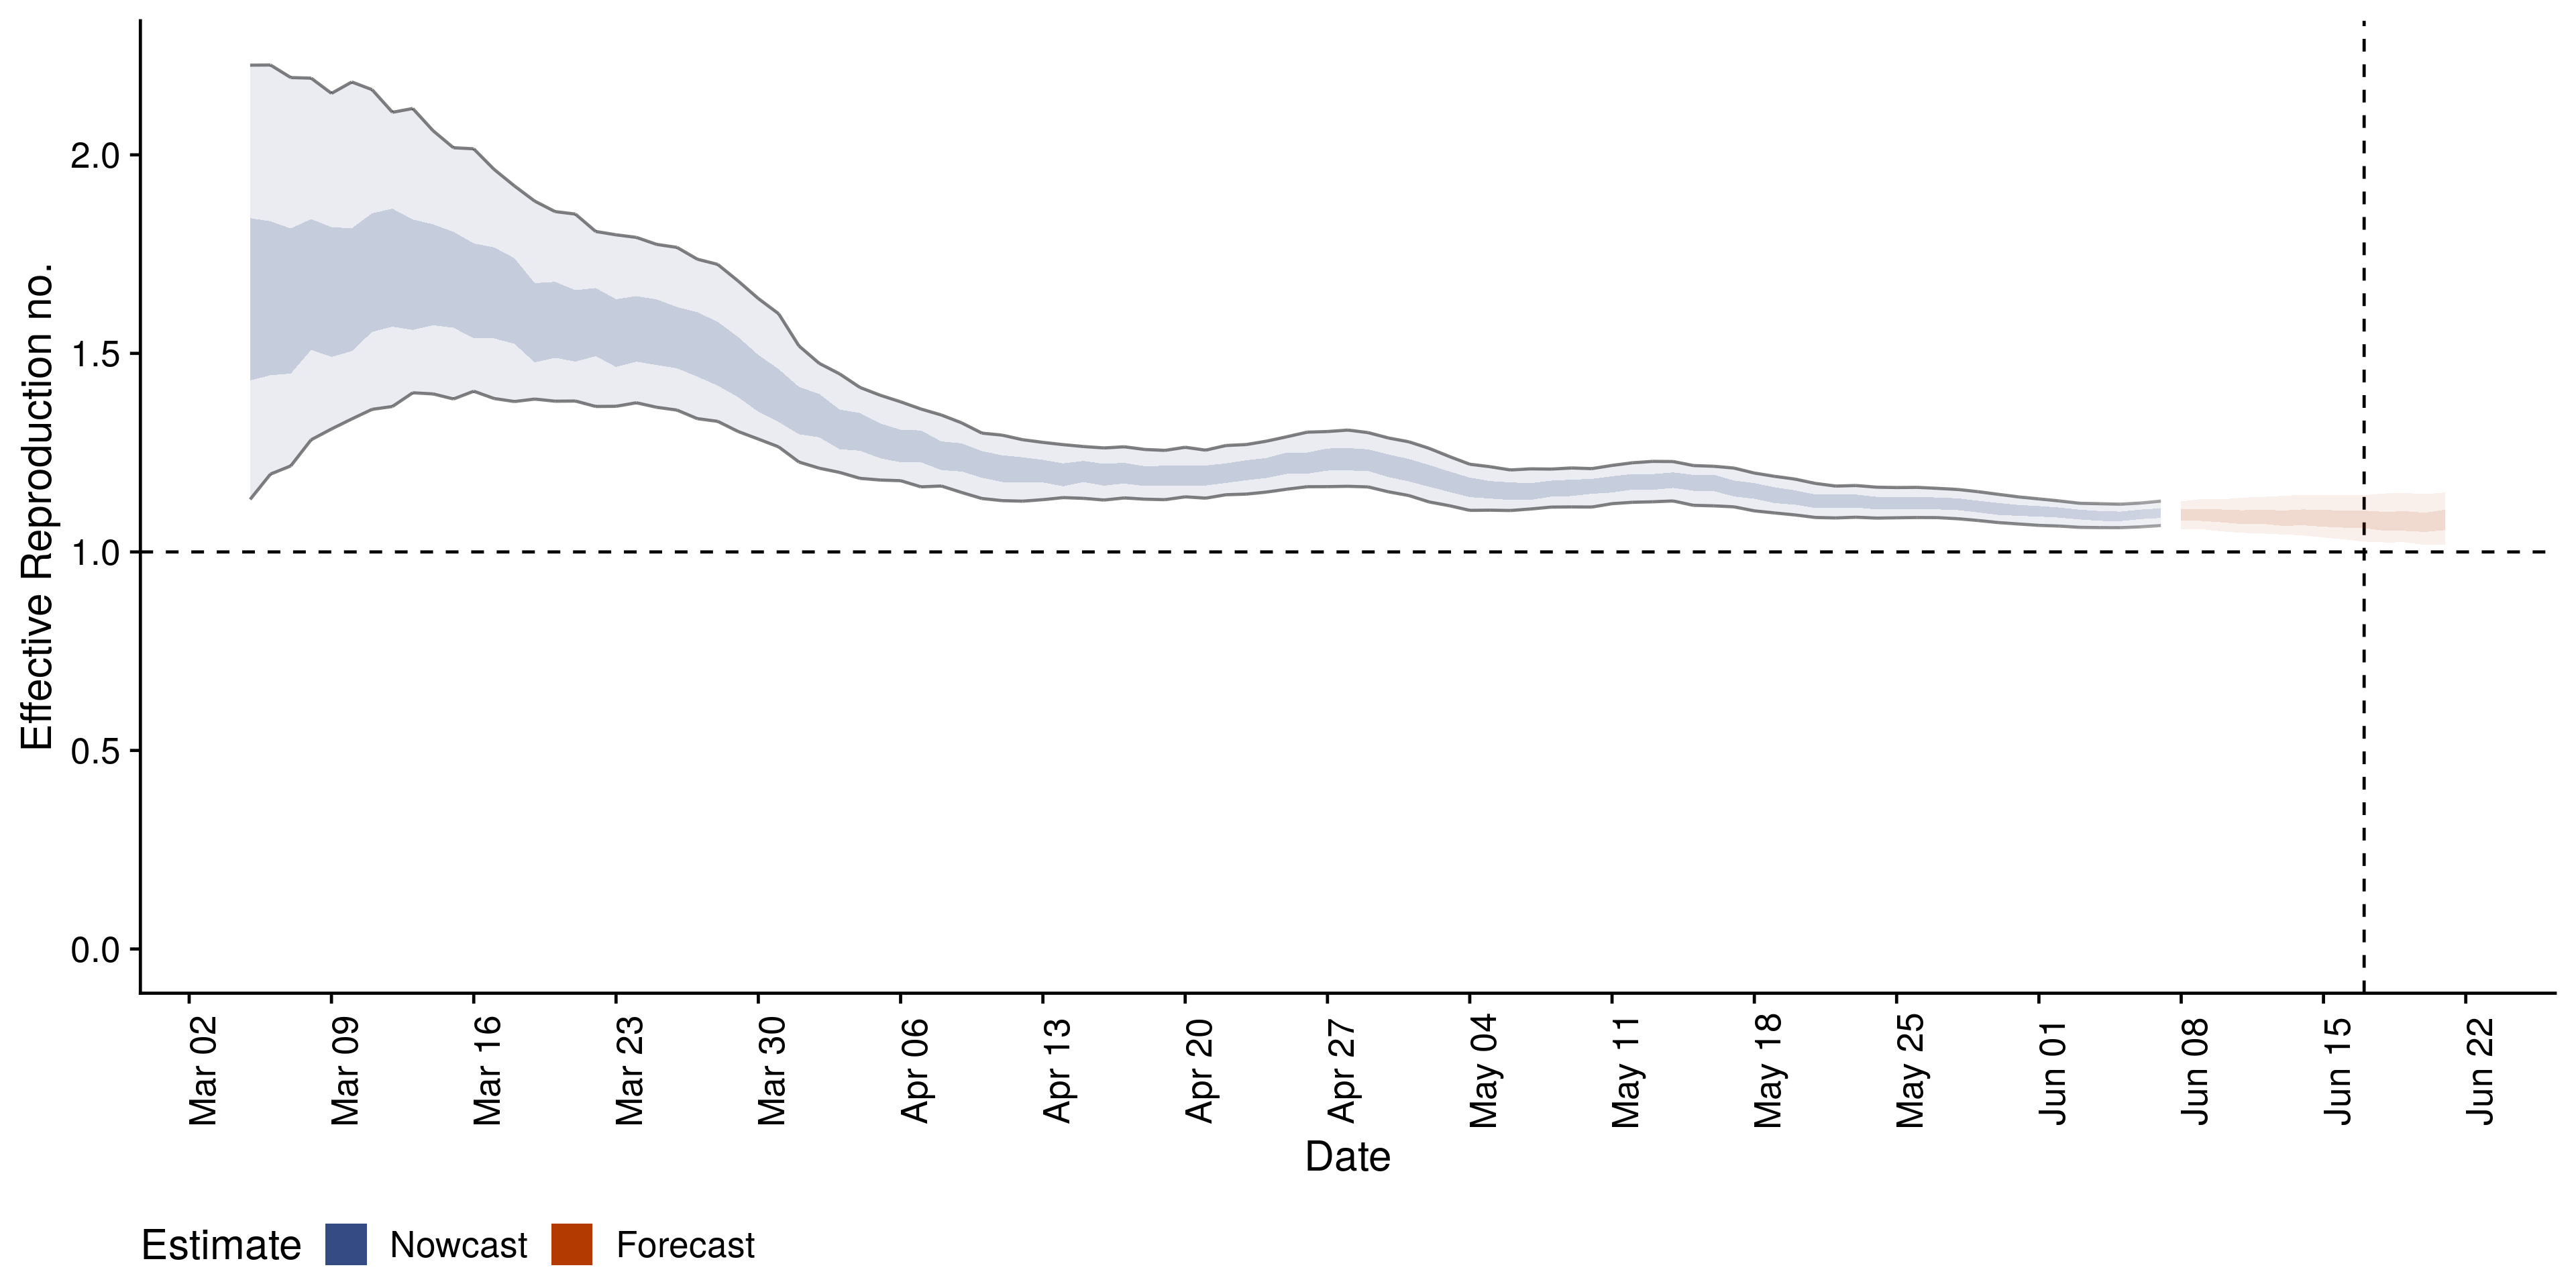 Effective Reproduction no.
2.0
1.5
1.0
0.5
0.0
Mar 02
Mar 09
Mar 16
Mar 23
Mar 30
Apr 06
Apr 13
Apr 20
Apr 27
May 04
May 11
May 18
May 25
Jun 01
Jun 08
Jun 15
Jun 22
Date
Estimate Nowcast Forecast